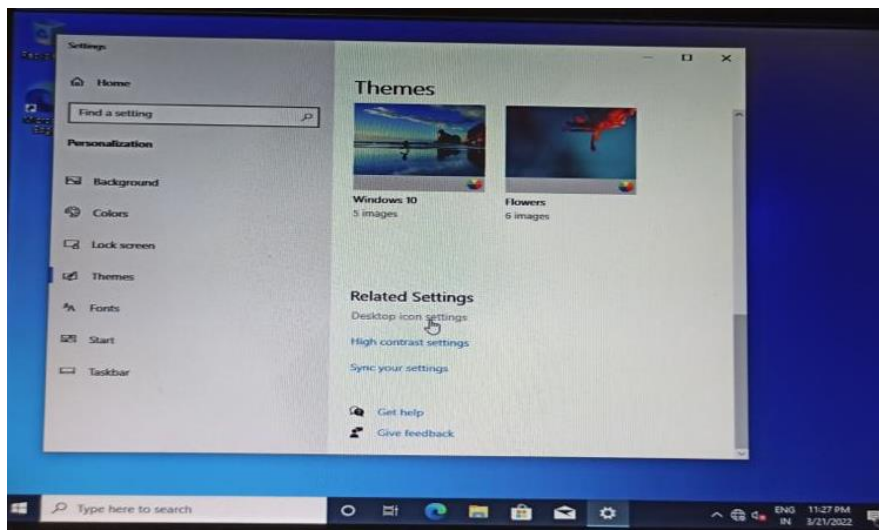 Settings
Home
Find a setting
Personalization
Background
Colors
Lock screen
Themes
Fonts
Start
Taskbar
Themes
Windows 10
5 images
Flowers
6 images
Related Settings
Desktop icon settings
High contrast settings
Sync your settings
Get help
Give feedback
Type here to search
ENG
IN
11:27 PM
3/21/2022